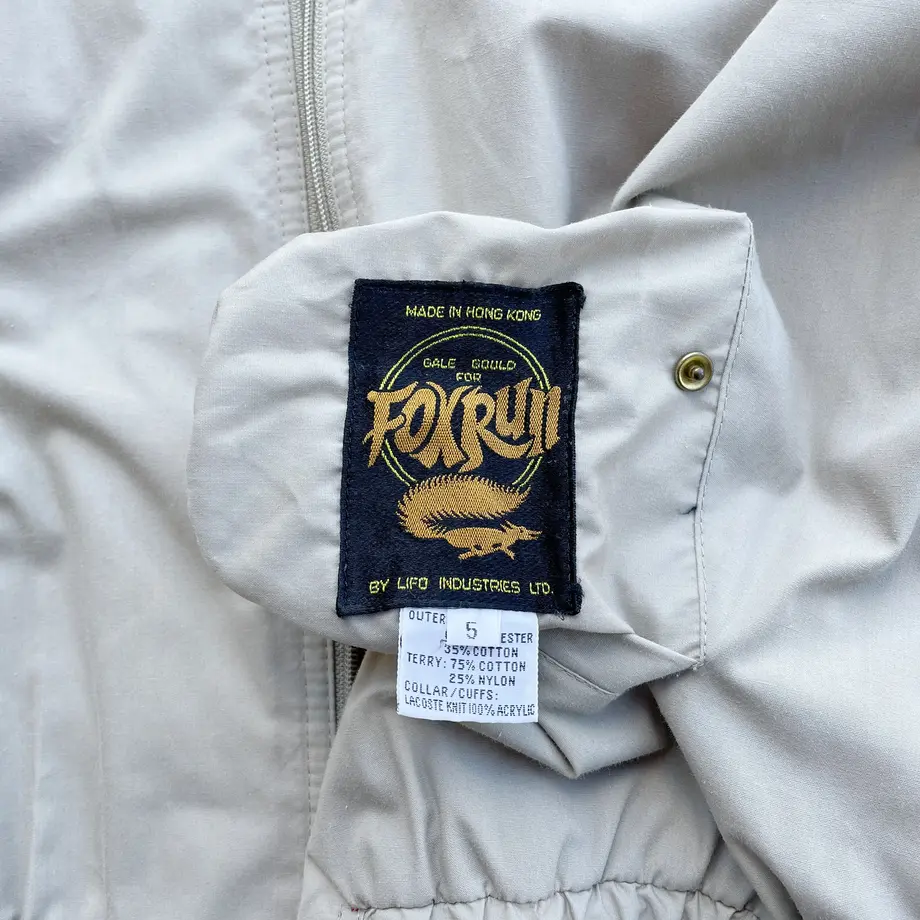 MADE IN HONG KONG
GALE GOULD
FOR
FOXRUN
BY LIFO INDUSTRIES LTD.
OUTER
5
ESTER
35% COTTON
TERRY: 75% COTTON
25% NYLON
COLLAR/CUFFS:
LACOSTE KNIT 100% ACRYLIC